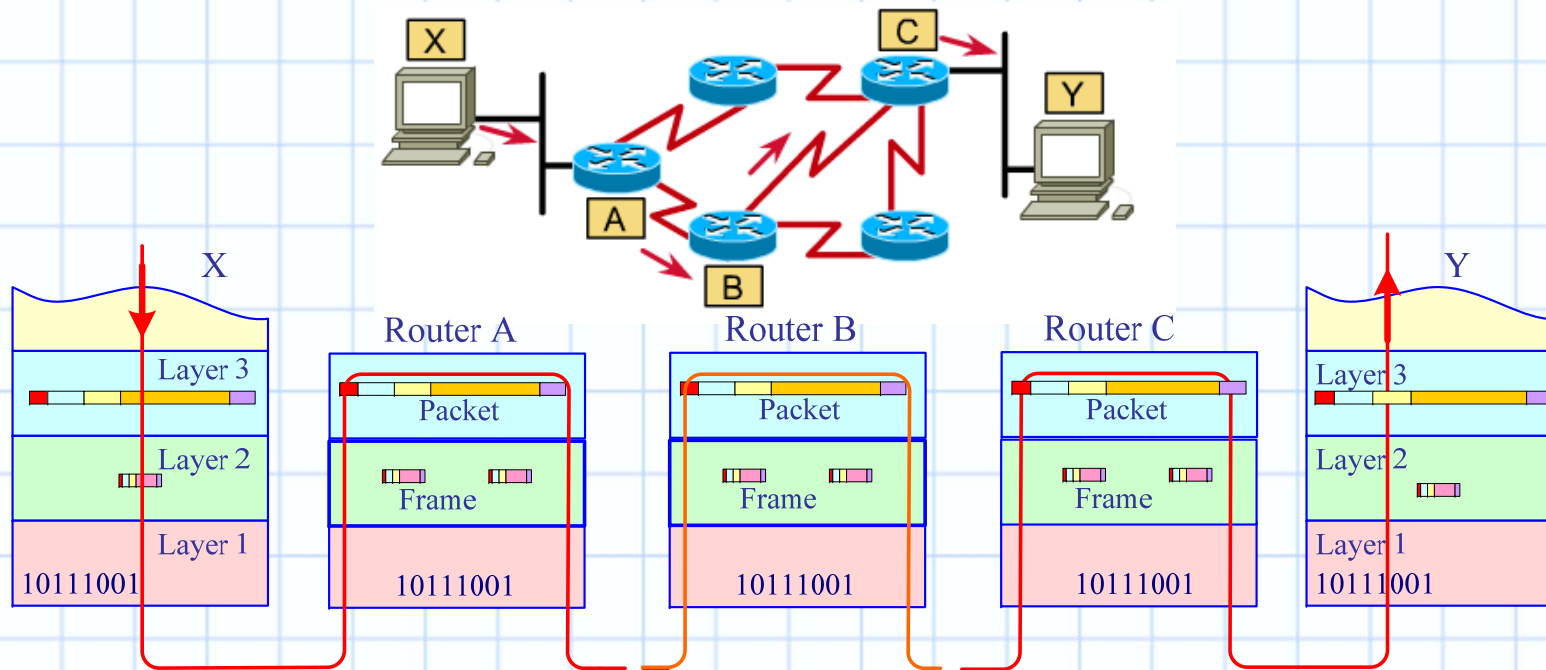 X
C
Y
A
B
X
Y
Router A
Router B
Router C
Layer 3
Packet
Packet
Packet
Layer 3
Layer 2
Frame
Frame
Frame
Layer 2
Layer 1
10111001
10111001
10111001
10111001
Layer 1
10111001